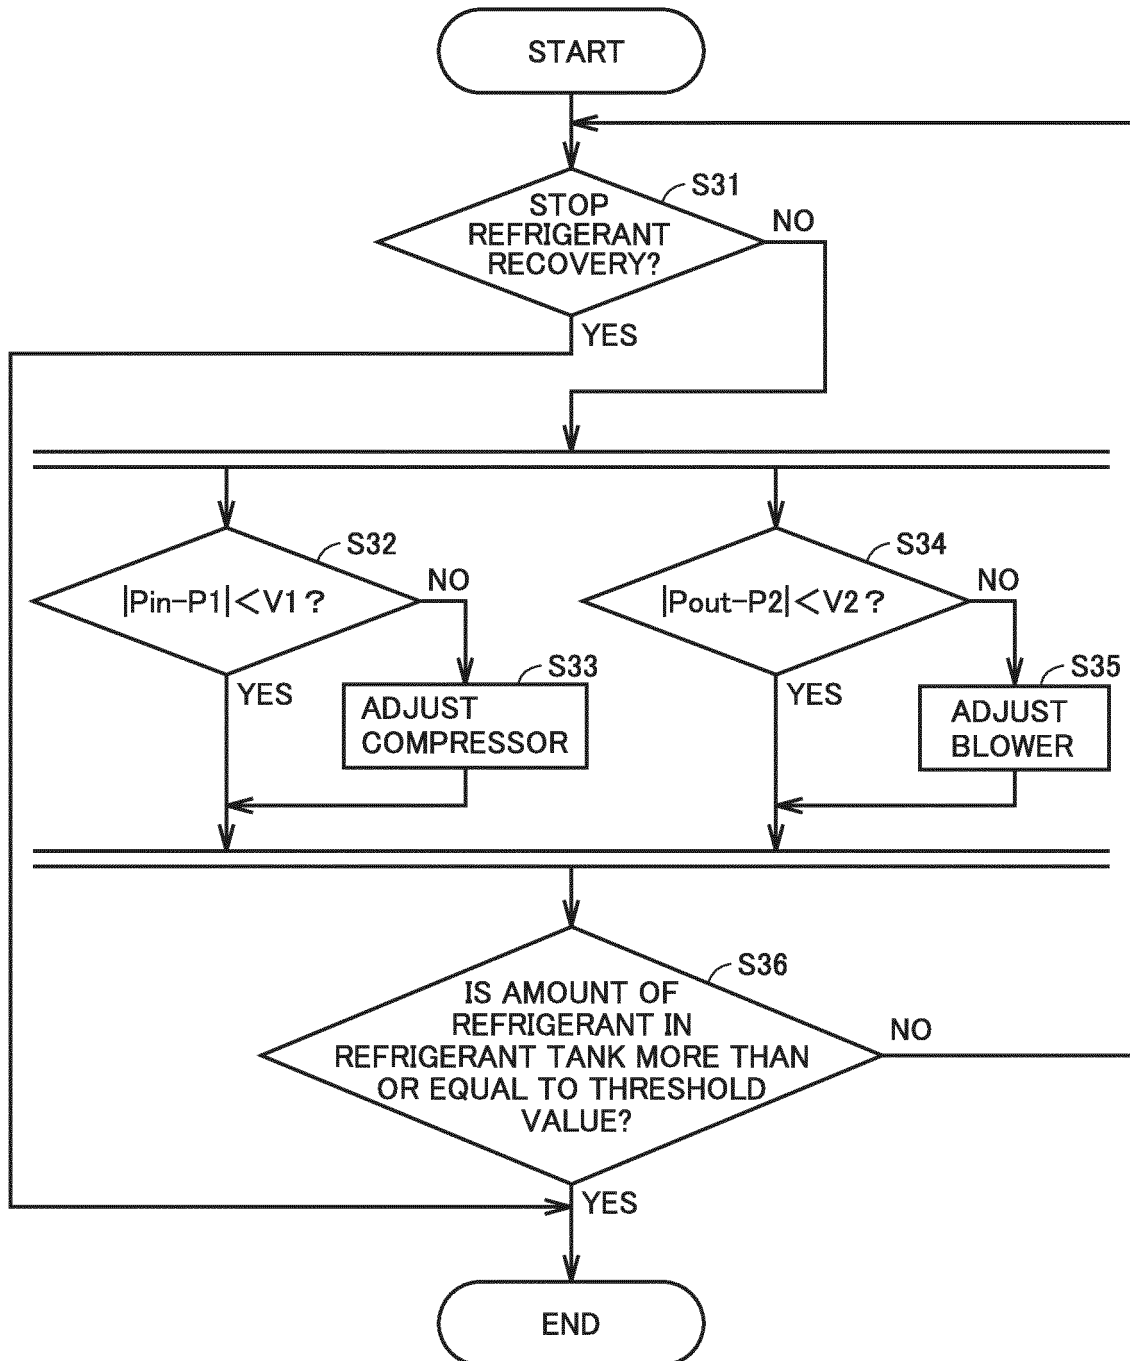 START
S31
STOP
REFRIGERANT
RECOVERY?
NO
YES
S32
|Pin-P1|<V1?
NO
YES
S33
ADJUST
COMPRESSOR
S34
|Pout-P2|<V2?
NO
YES
S35
ADJUST
BLOWER
S36
IS AMOUNT OF
REFRIGERANT IN
REFRIGERANT TANK MORE THAN
OR EQUAL TO THRESHOLD
VALUE?
NO
YES
END